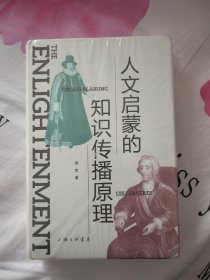 THE
ENLIGHTENMENT
DIE AUFKLÄRUNG
人文启蒙的
知识传播原理
LES LUMIÈRES
上海三联书店